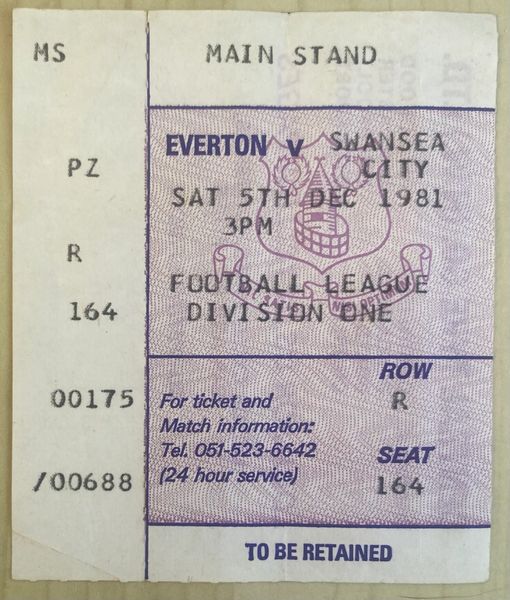 MS
MAIN STAND
EVERTON v SWANSEA
CITY
PZ
SAT 5TH DEC 1981
3PM
R
FOOTBALL LEAGUE
164
DIVISION ONE
ROW
00175
For ticket and
R
Match information:
Tel. 051-523-6642
SEAT
/00688
(24 hour service)
164
TO BE RETAINED